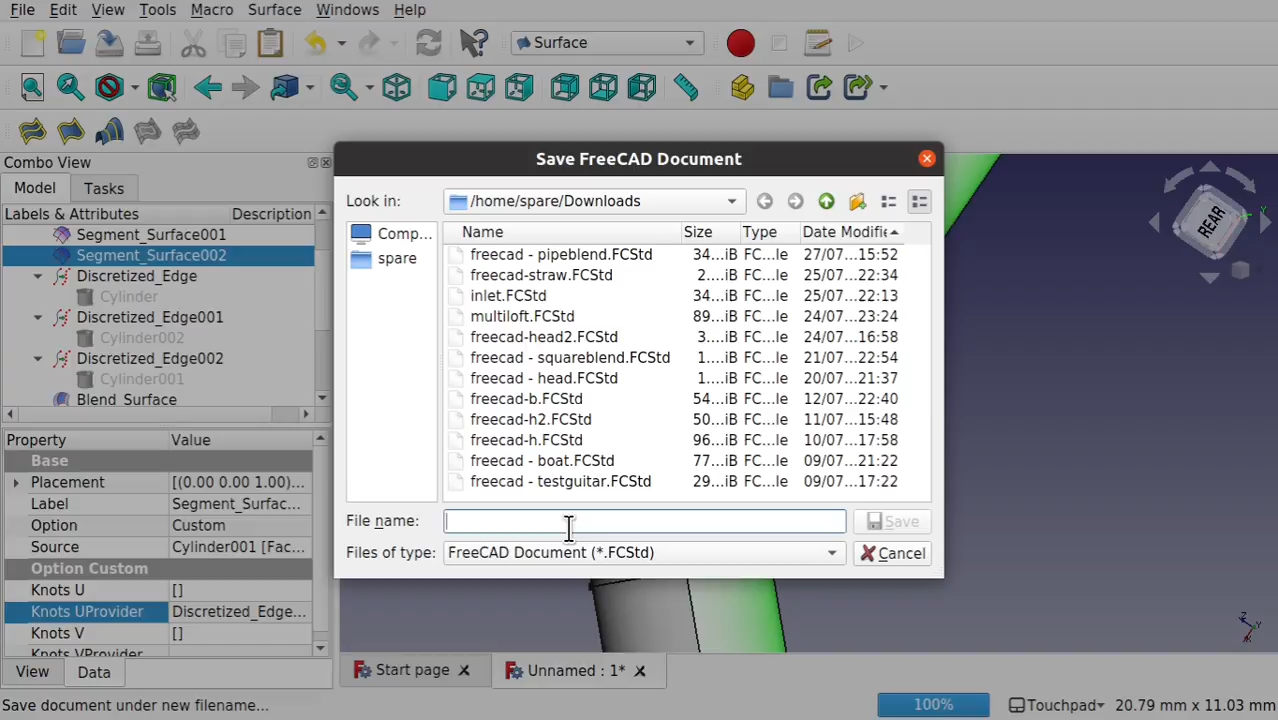 File Edit View Tools Macro Surface Windows Help
Surface
Combo View
Model Tasks
Labels & Attributes Description
Segment_Surface001
Segment_Surface002
Discretized_Edge
Cylinder
Discretized_Edge001
Cylinder002
Discretized_Edge002
Cylinder001
Blend_Surface
Property Value
Base
Placement [(0.00 0.00 1.00)...
Label Segment_Surfac...
Option Custom
Source Cylinder001 [Fac...
Option Custom
Knots U []
Knots UProvider Discretized_Edge...
Knots V []
Knots VProvider
View Data
Save document under new filename...
Save FreeCAD Document
Look in: /home/spare/Downloads
Comp...
spare
Name Size Type Date Modifie
freecad - pipeblend.FCStd 34...iB FC...le 27/07...15:52
freecad-straw.FCStd 2....iB FC...le 25/07...22:34
inlet.FCStd 34...iB FC...le 25/07...22:13
multiloft.FCStd 89...iB FC...le 24/07...23:24
freecad-head2.FCStd 3....iB FC...le 24/07...16:58
freecad - squareblend.FCStd 1....iB FC...le 21/07...22:54
freecad - head.FCStd 1....iB FC...le 20/07...21:37
freecad-b.FCStd 54...iB FC...le 12/07...22:40
freecad-h2.FCStd 50...iB FC...le 11/07...15:48
freecad-h.FCStd 96...iB FC...le 10/07...17:58
freecad - boat.FCStd 77...iB FC...le 09/07...21:22
freecad - testguitar.FCStd 29...iB FC...le 09/07...17:22
File name: Save
Files of type: FreeCAD Document (*.FCStd) Cancel
REAR
Y
Z
Y
Start page Unnamed : 1*
100% Touchpad 20.79 mm x 11.03 mm